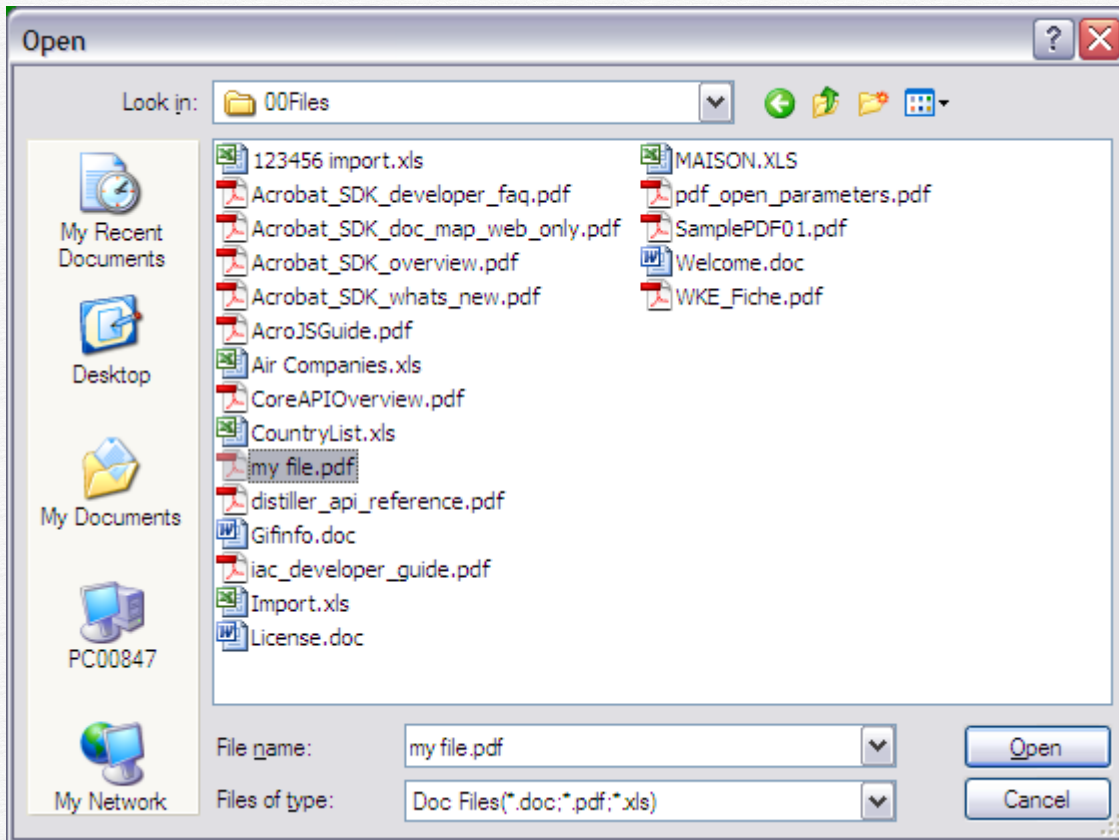 Open
Look in:
00Files
My Recent
Documents
Desktop
My Documents
PC00847
My Network
123456 import.xls
Acrobat_SDK_developer_faq.pdf
Acrobat_SDK_doc_map_web_only.pdf
Acrobat_SDK_overview.pdf
Acrobat_SDK_whats_new.pdf
AcroJSGuide.pdf
Air Companies.xls
CoreAPIOverview.pdf
CountryList.xls
my file.pdf
distiller_api_reference.pdf
Gifinfo.doc
iac_developer_guide.pdf
Import.xls
License.doc
MAISON.XLS
pdf_open_parameters.pdf
SamplePDF01.pdf
Welcome.doc
WKE_Fiche.pdf
File name:
my file.pdf
Open
Files of type:
Doc Files(*.doc;*.pdf;*.xls)
Cancel